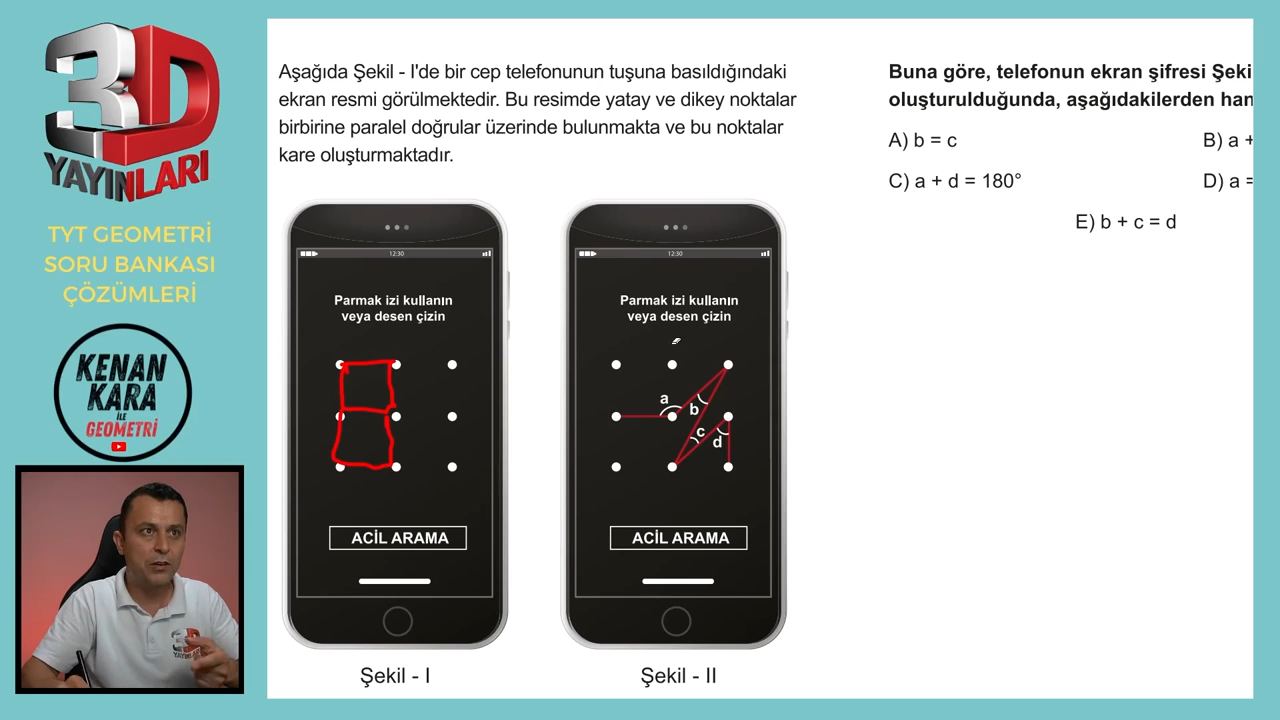 3D
YAYINLARI
TYT GEOMETRİ
SORU BANKASI
ÇÖZÜMLERİ
KENAN
KARA
İLE
GEOMETRİ
3D
YAYINLARI
Aşağıda Şekil - I'de bir cep telefonunun tuşuna basıldığındaki
ekran resmi görülmektedir. Bu resimde yatay ve dikey noktalar
birbirine paralel doğrular üzerinde bulunmakta ve bu noktalar
kare oluşturmaktadır.
12:30
Parmak izi kullanın
veya desen çizin
ACİL ARAMA
Şekil - I
12:30
Parmak izi kullanın
veya desen çizin
a
b
c
d
ACİL ARAMA
Şekil - II
Buna göre, telefonun ekran şifresi Şeki
oluşturulduğunda, aşağıdakilerden han
A) b = c
B) a +
C) a + d = 180°
D) a =
E) b + c = d